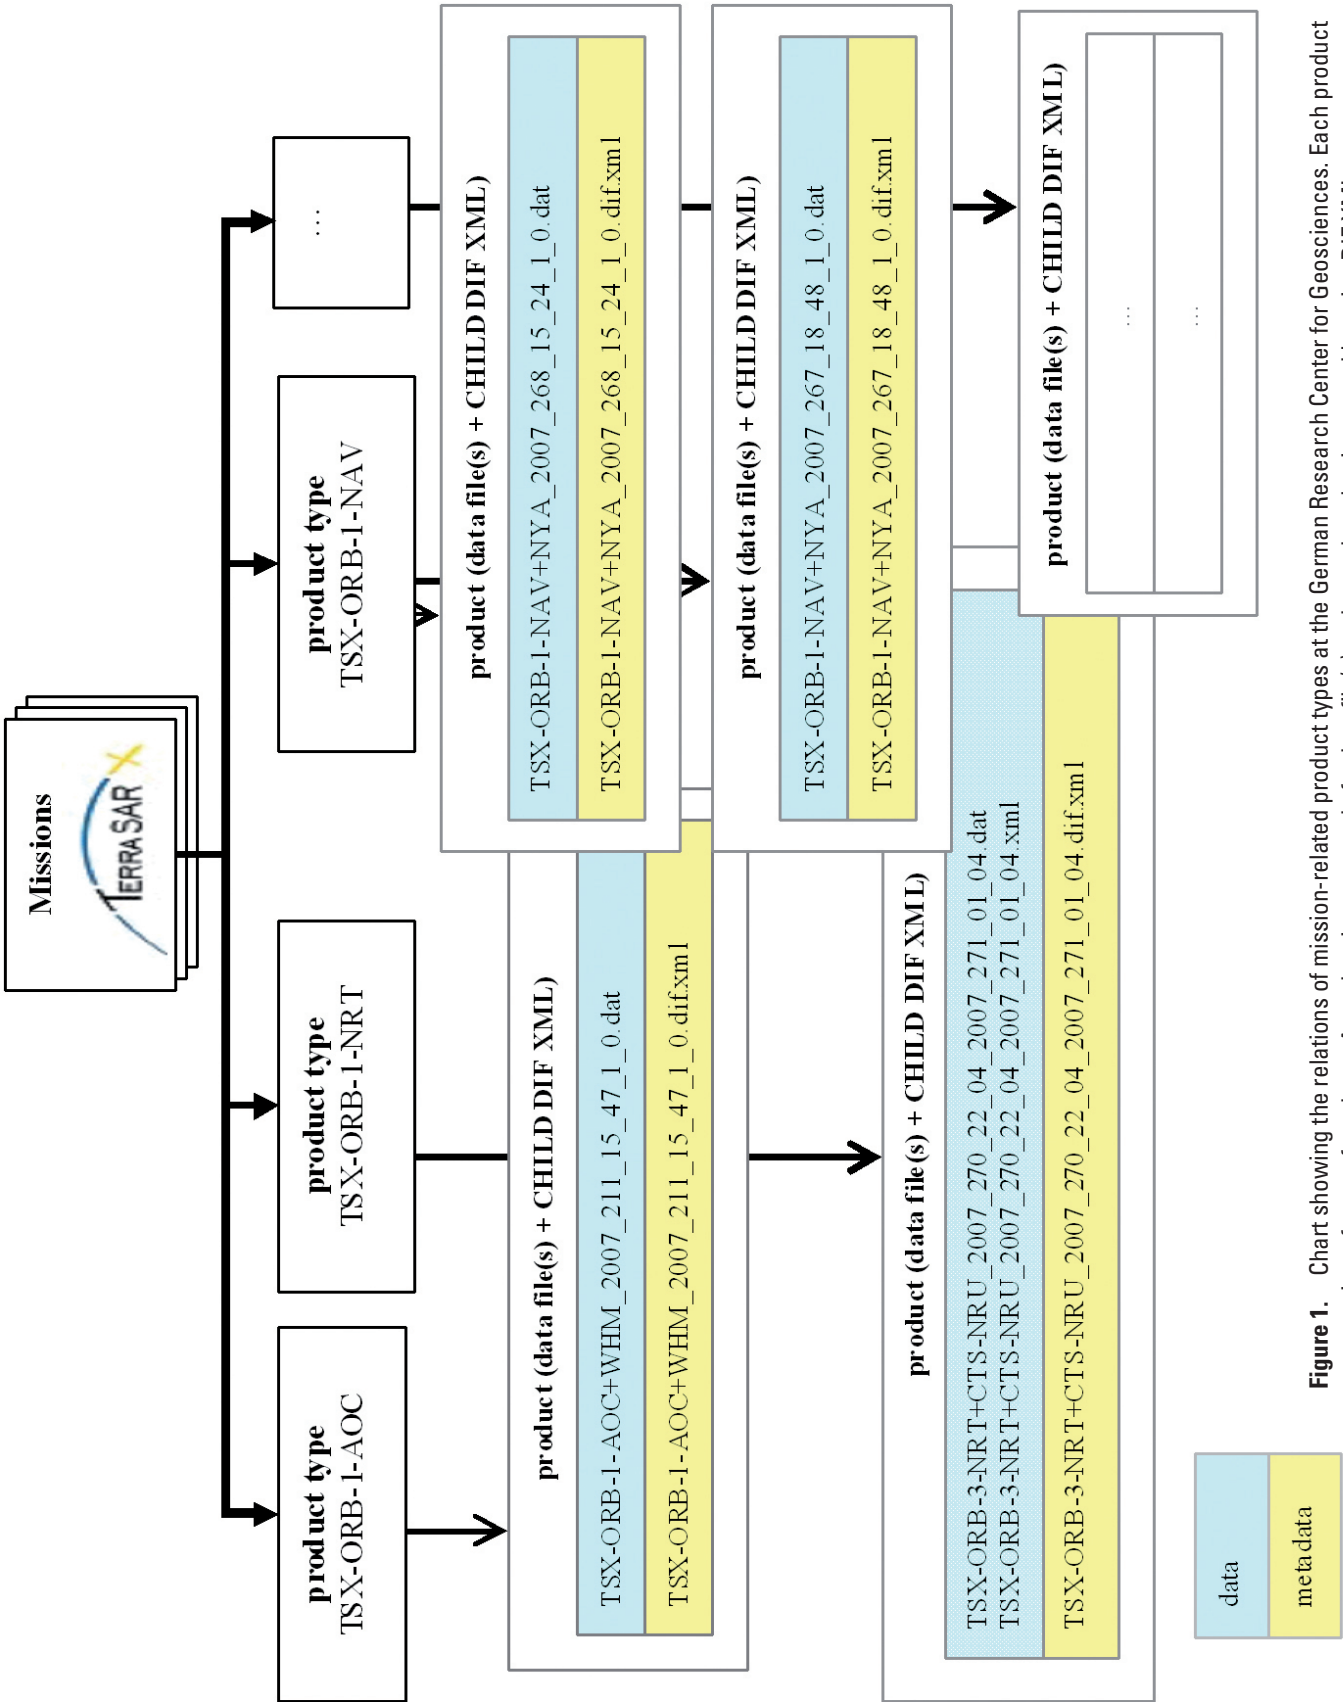 Missions
TERRA SAR X
product type
TSX-ORB-1-AOC
product type
TSX-ORB-1-NRT
product type
TSX-ORB-1-NAV
...
product (data file(s) + CHILD DIF XML)
TSX-ORB-1-AOC+WHM_2007_211_15_47_1_0.dat
TSX-ORB-1-AOC+WHM_2007_211_15_47_1_0.dif.xml
product (data file(s) + CHILD DIF XML)
TSX-ORB-1-NAV+NYA_2007_268_15_24_1_0.dat
TSX-ORB-1-NAV+NYA_2007_268_15_24_1_0.dif.xml
product (data file(s) + CHILD DIF XML)
TSX-ORB-1-NAV+NYA_2007_267_18_48_1_0.dat
TSX-ORB-1-NAV+NYA_2007_267_18_48_1_0.dif.xml
product (data file(s) + CHILD DIF XML)
TSX-ORB-3-NRT+CTS-NRU_2007_270_22_04_2007_271_01_04.dat
TSX-ORB-3-NRT+CTS-NRU_2007_270_22_04_2007_271_01_04.xml
TSX-ORB-3-NRT+CTS-NRU_2007_270_22_04_2007_271_01_04.dif.xml
product (data file(s) + CHILD DIF XML)
...
...
data
metadata
Figure 1. Chart showing the relations of mission-related product types at the German Research Center for Geosciences. Each product